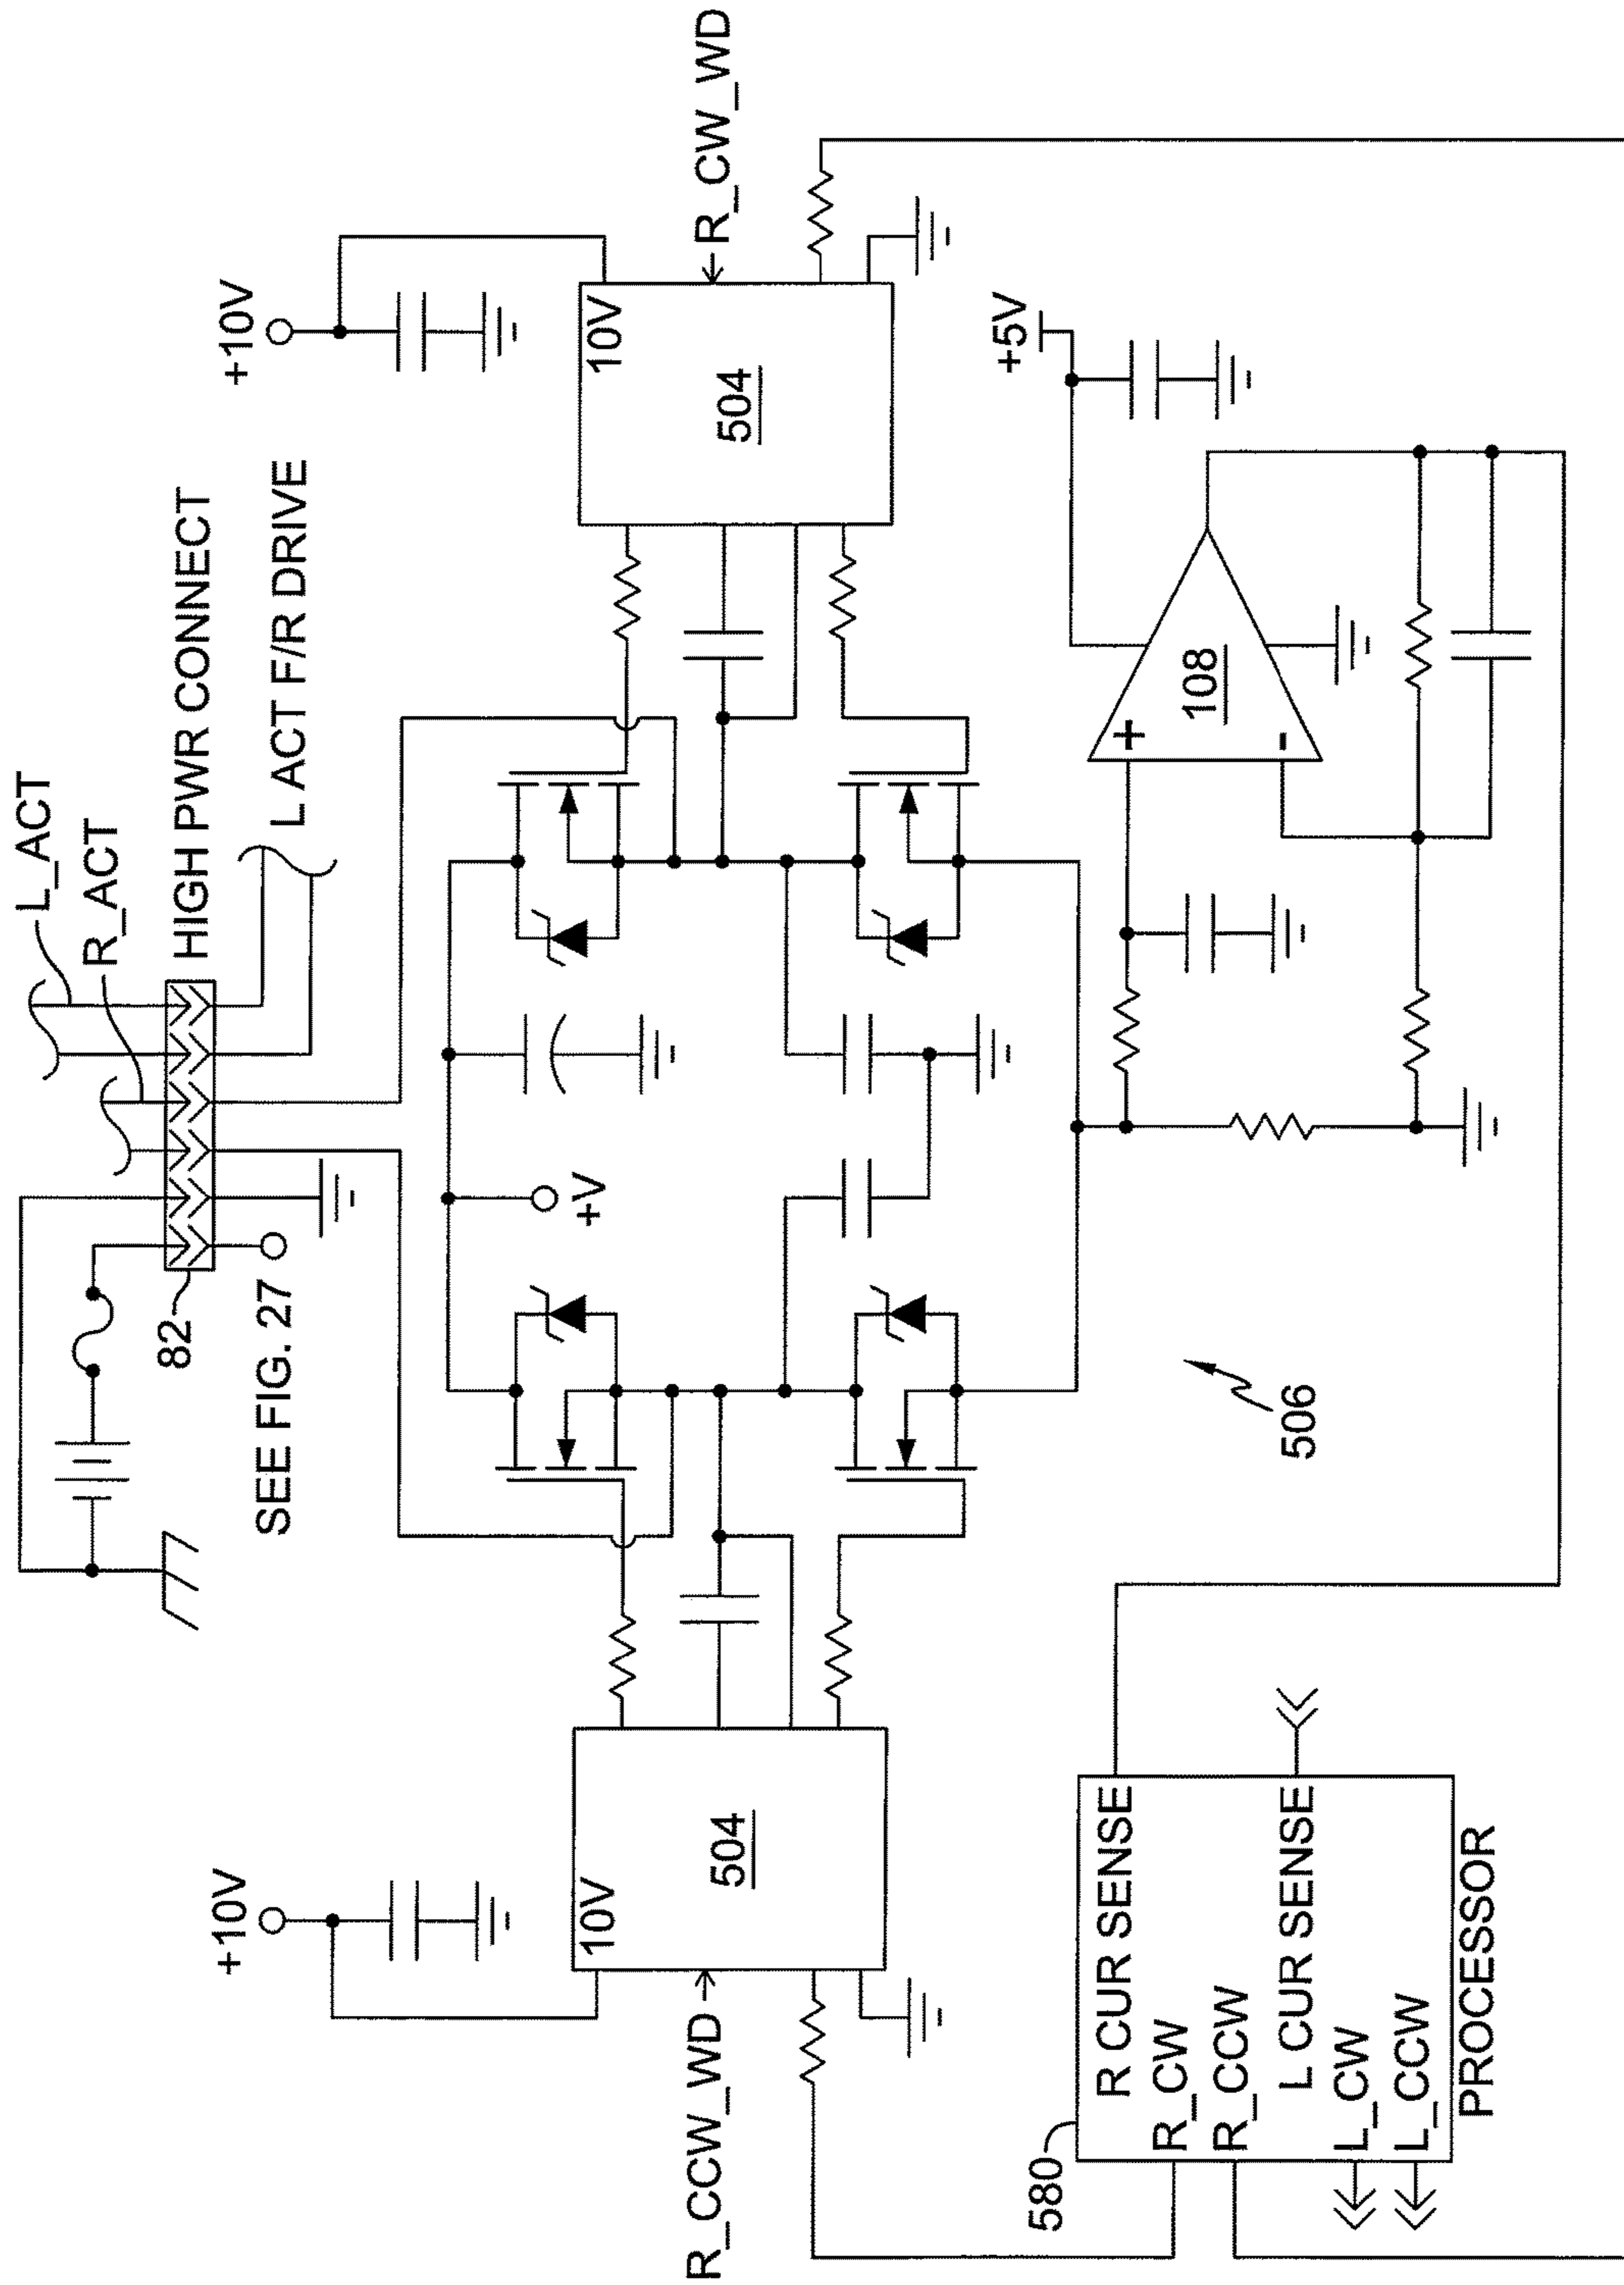 L_ACT
R_ACT
HIGH PWR CONNECT
L ACT F/R DRIVE
82
SEE FIG. 27
+10V
10V
504
R_CCW_WD
+10V
10V
504
R_CW_WD
+V
506
+5V
+
-
108
580
R CUR SENSE
R_CW
R_CCW
L CUR SENSE
L_CW
L_CCW
PROCESSOR